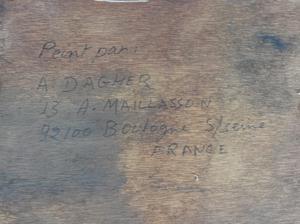 Peint par:
A. DAGHER
13 A. MAILLASSON
92100 Boulogne S/seine
FRANCE